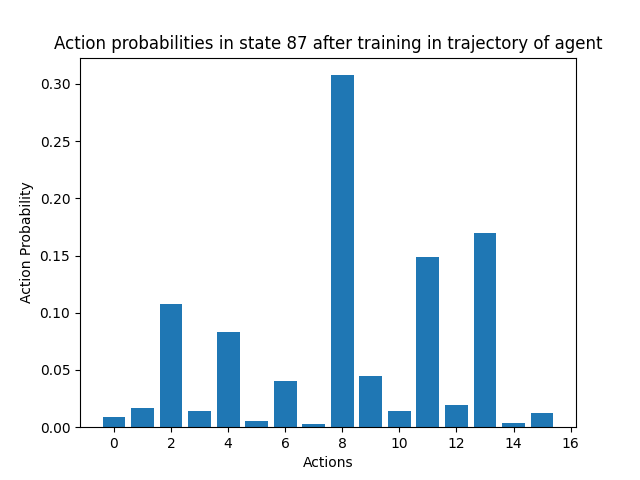 Action probabilities in state 87 after training in trajectory of agent
0.30
0.25
0.20
0.15
0.10
0.05
0.00
Action Probability
0 2 4 6 8 10 12 14 16
Actions